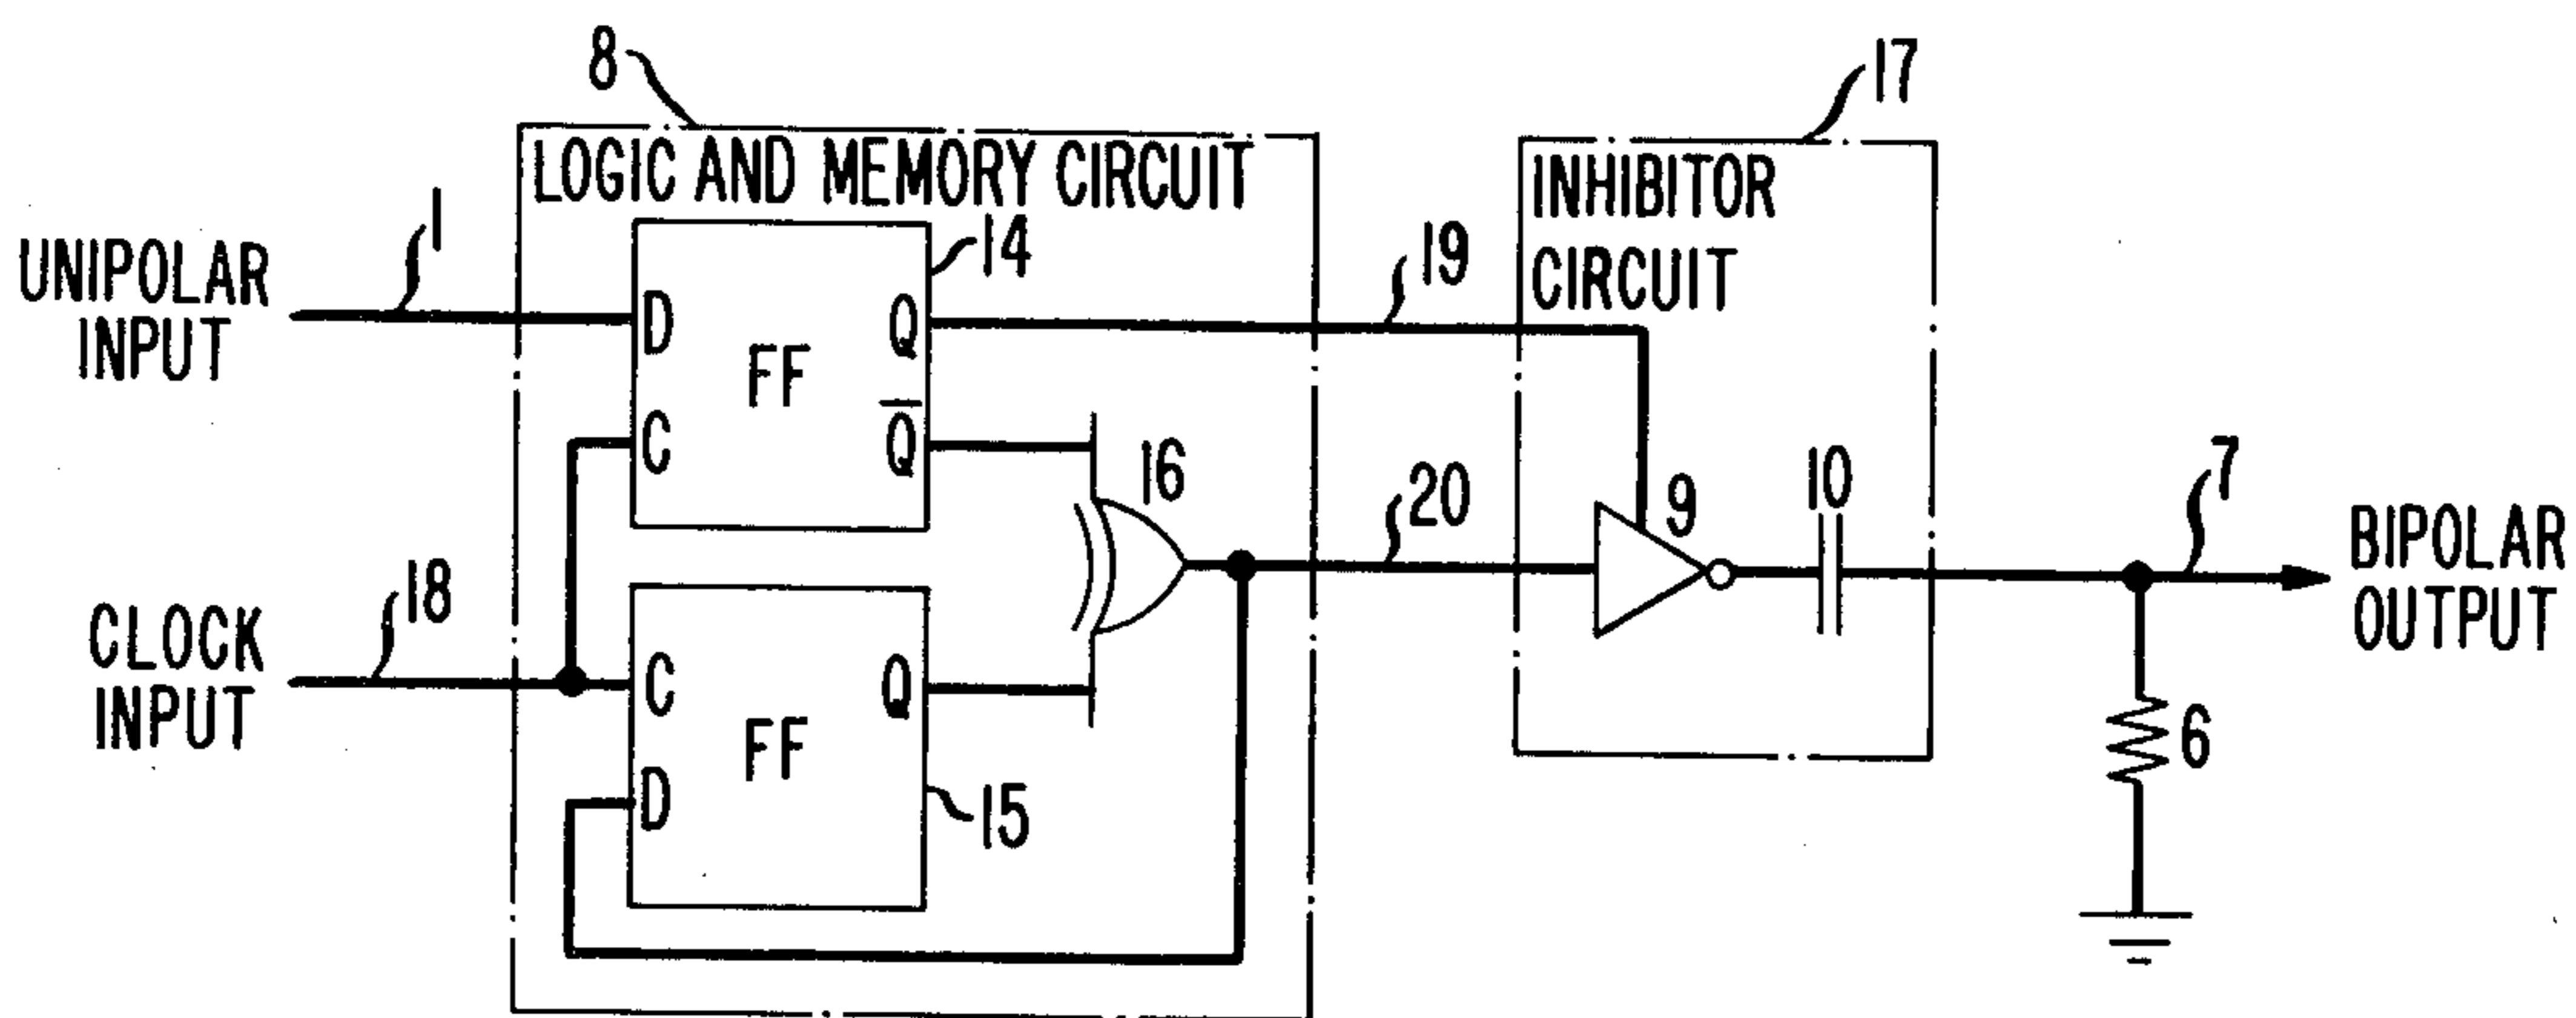 8
17
LOGIC AND MEMORY CIRCUIT
INHIBITOR
CIRCUIT
1
14
19
UNIPOLAR
INPUT
D
Q
FF
C
Q̅
16
20
9
10
7
BIPOLAR
OUTPUT
18
CLOCK
INPUT
C
Q
FF
D
15
6